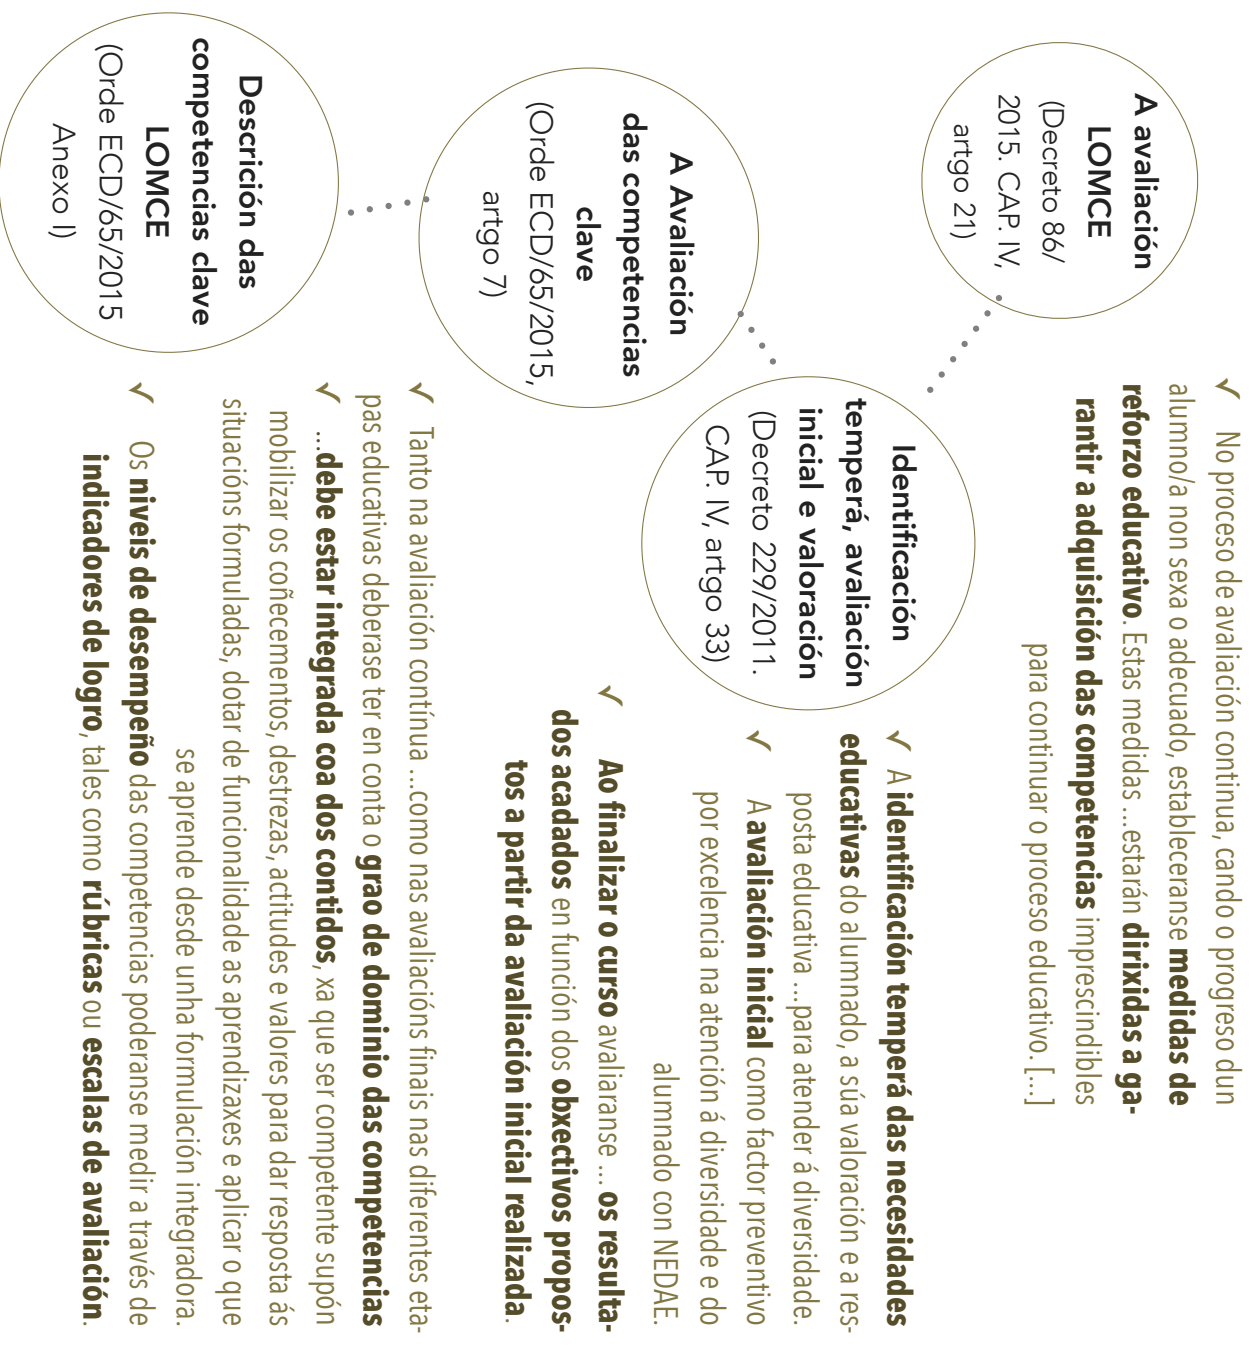 A avaliación
LOMCE
(Decreto 86/
2015. CAP. IV,
artgo 21)
✓ No proceso de avaliación continua, cando o progreso dun
alumno/a non sexa o adecuado, estableceranse medidas de
reforzo educativo. Estas medidas ...estarán dirixidas a ga-
rantir a adquisición das competencias imprescindibles
para continuar o proceso educativo. [...]
Identificación
temperá, avaliación
inicial e valoración
(Decreto 229/2011.
CAP. IV, artgo 33)
✓ A identificación temperá das necesidades
educativas do alumnado, a súa valoración e a res-
posta educativa ...para atender á diversidade.
✓ A avaliación inicial como factor preventivo
por excelencia na atención á diversidade e do
alumnado con NEDAE.
✓ Ao finalizar o curso avaliaranse ... os resulta-
dos acadados en función dos obxectivos propos-
tos a partir da avaliación inicial realizada.
A Avaliación
das competencias
clave
(Orde ECD/65/2015,
artgo 7)
✓ Tanto na avaliación contínua ...como nas avaliacións finais nas diferentes eta-
pas educativas deberase ter en conta o grao de dominio das competencias
✓ ....debe estar integrada coa dos contidos, xa que ser competente supón
mobilizar os coñecementos, destrezas, actitudes e valores para dar resposta ás
situacións formuladas, dotar de funcionalidade as aprendizaxes e aplicar o que
se aprende desde unha formulación integradora.
✓ Os niveis de desempeño das competencias poderanse medir a través de
indicadores de logro, tales como rúbricas ou escalas de avaliación.
Descrición das
competencias clave
LOMCE
(Orde ECD/65/2015
Anexo I)